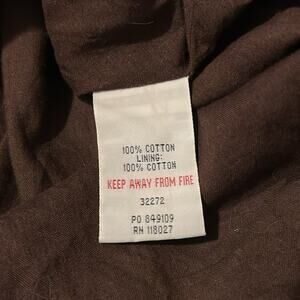 100% COTTON
LINING:
100% COTTON
KEEP AWAY FROM FIRE
32272
PO 849109
RN 118027